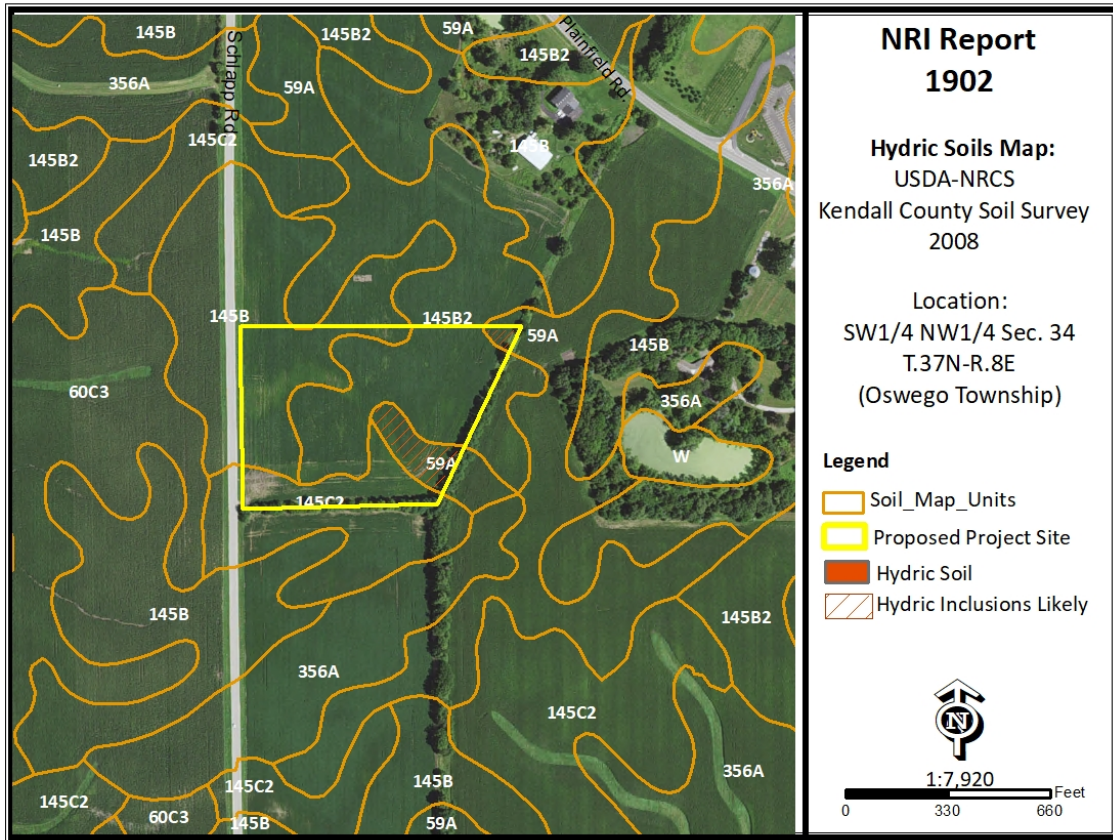 145B
145B2
59A
Plainfield Rd.
145B2
356A
Schlapp Rd
59A
145C2
145B
145B2
356A
145B
145B
145B2
59A
145B
60C3
356A
59A
W
145C2
145B
145B2
356A
145C2
145C2
145B
356A
145C2
60C3
145B
59A
NRI Report
1902
Hydric Soils Map:
USDA-NRCS
Kendall County Soil Survey
2008
Location:
SW1/4 NW1/4 Sec. 34
T.37N-R.8E
(Oswego Township)
Legend
Soil_Map_Units
Proposed Project Site
Hydric Soil
Hydric Inclusions Likely
N
1:7,920
Feet
0 330 660